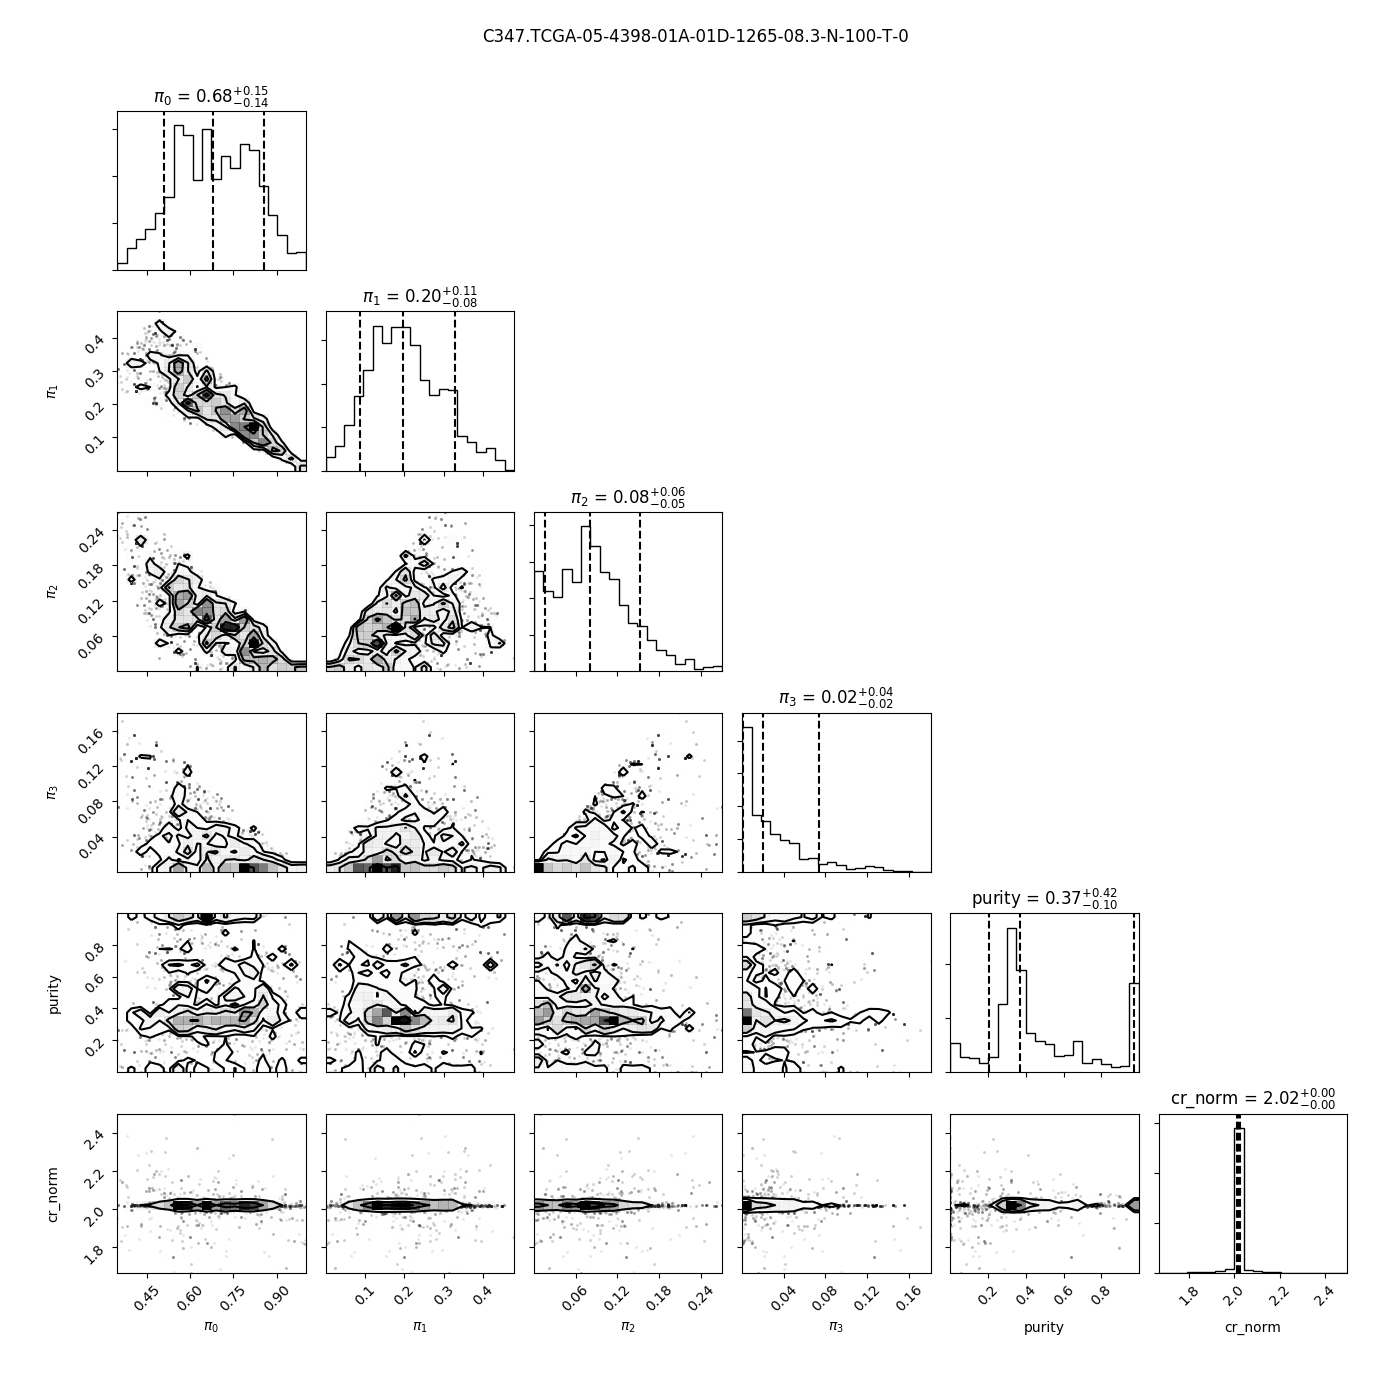 C347.TCGA-05-4398-01A-01D-1265-08.3-N-100-T-0
π₀ = 0.68+0.15−0.14
π₁ = 0.20+0.11−0.08
0.4
0.3
0.2
0.1
π₁
π₂ = 0.08+0.06−0.05
0.24
0.18
0.12
0.06
π₂
π₃ = 0.02+0.04−0.02
0.16
0.12
0.08
0.04
π₃
purity = 0.37+0.42−0.10
0.8
0.6
0.4
0.2
purity
cr_norm = 2.02+0.00−0.00
2.4
2.2
2.0
1.8
cr_norm
0.45 0.60 0.75 0.90 0.1 0.2 0.3 0.4 0.06 0.12 0.18 0.24 0.04 0.08 0.12 0.16 0.2 0.4 0.6 0.8 1.8 2.0 2.2 2.4
π₀ π₁ π₂ π₃ purity cr_norm